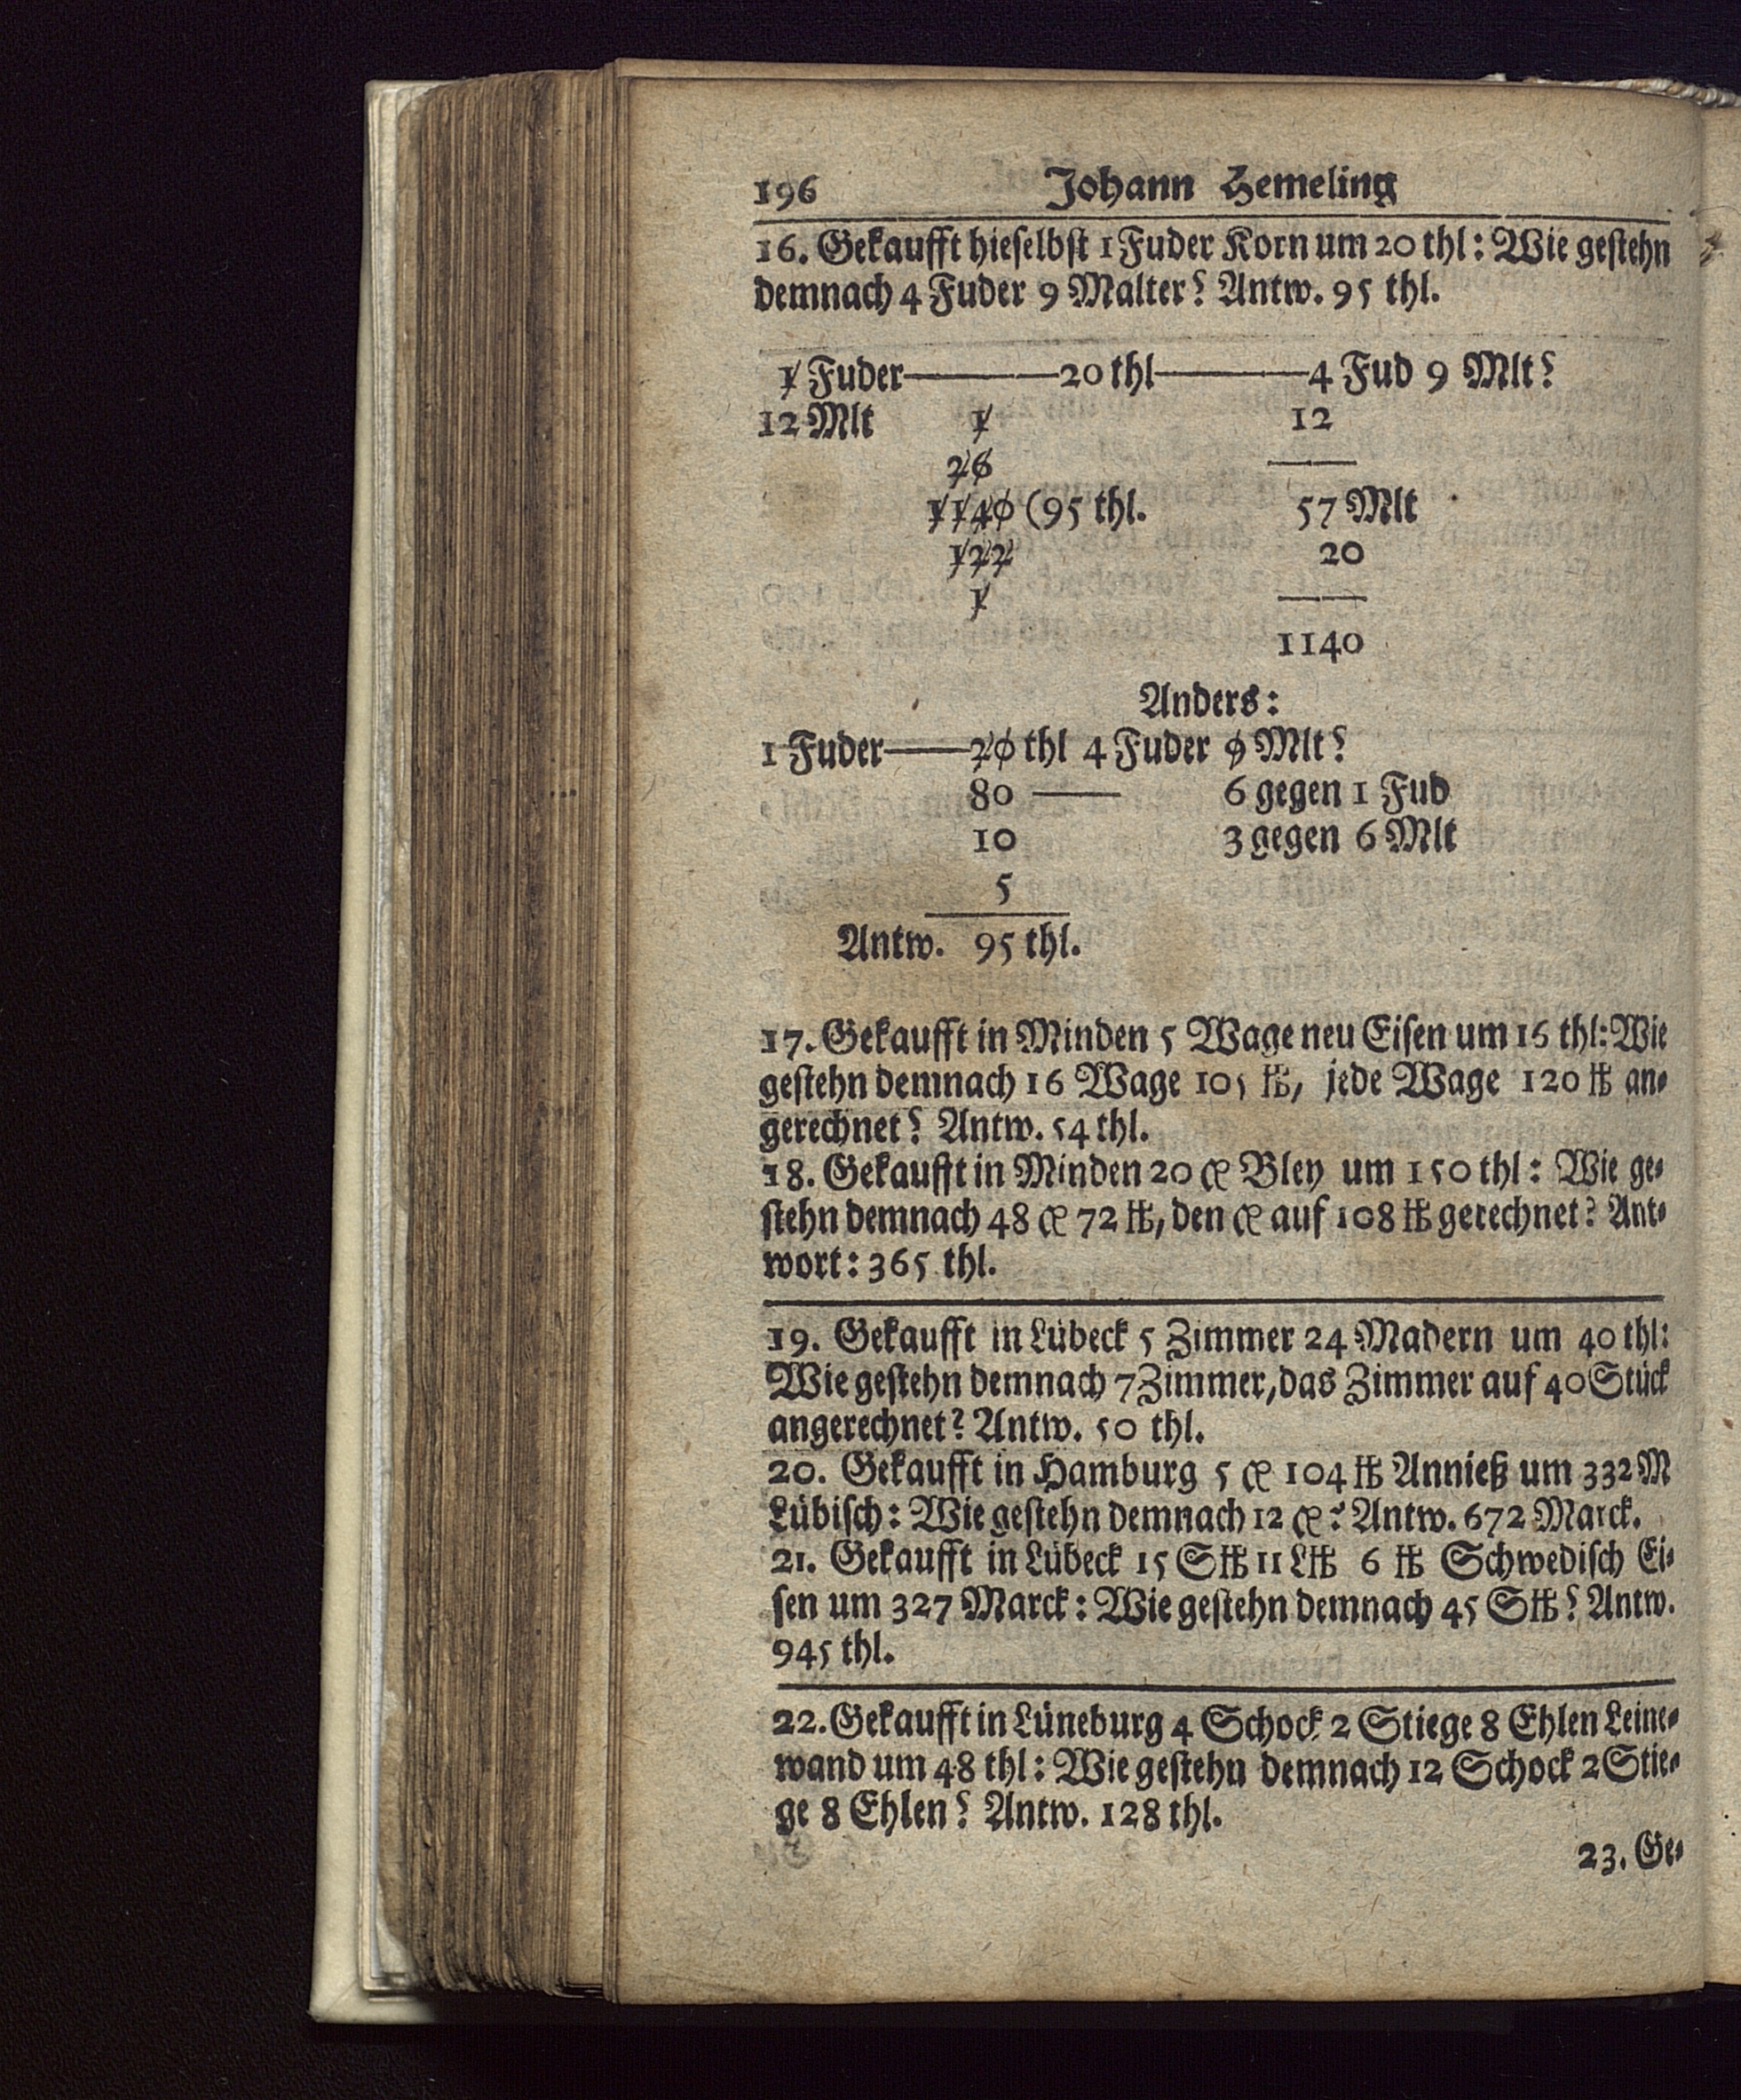 196 Johann Hemeling
16. Gekaufft hieſelbſt 1 Fuder Korn um 20 thl: Wie geſtehn
demnach 4 Fuder 9 Malter? Antw. 95 thl.
1 Fuder———20 thl———4 Fud 9 Mlt?
12 Mlt 1 12
26
1140 (95 thl. 57 Mlt
122 20
1
1140
Anders:
1 Fuder——20 thl 4 Fuder 9 Mlt?
80 —— 6 gegen 1 Fud
10 3 gegen 6 Mlt
5
Antw. 95 thl.
17. Gekaufft in Minden 5 Wage neu Eiſen um 16 thl: Wie
geſtehn demnach 16 Wage 105 ℔, jede Wage 120 ℔ an⸗
gerechnet? Antw. 54 thl.
18. Gekaufft in Minden 20 Bley um 150 thl: Wie ge⸗
ſtehn demnach 48 72 ℔, den auf 108 ℔ gerechnet? Ant⸗
wort: 365 thl.
19. Gekaufft in Lübeck 5 Zimmer 24 Madern um 40 thl:
Wie geſtehn demnach 7 Zimmer, das Zimmer auf 40 Stück
angerechnet? Antw. 50 thl.
20. Gekaufft in Hamburg 5 104 ℔ Annieß um 332 M
Lübiſch: Wie geſtehn demnach 12 ? Antw. 672 Marck.
21. Gekaufft in Lübeck 15 S℔ 11 L℔ 6 ℔ Schwediſch Ei⸗
ſen um 327 Marck: Wie geſtehn demnach 45 S℔? Antw.
945 thl.
22. Gekaufft in Lüneburg 4 Schock 2 Stiege 8 Ehlen Leine⸗
wand um 48 thl: Wie geſtehn demnach 12 Schock 2 Stie⸗
ge 8 Ehlen? Antw. 128 thl.
23. Ge⸗